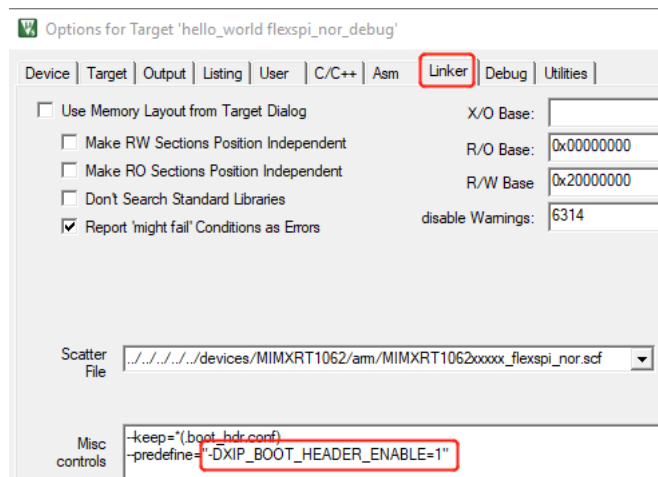 Options for Target 'hello_world flexspi_nor_debug'
Device | Target | Output | Listing | User | C/C++ | Asm | Linker | Debug | Utilities
Use Memory Layout from Target Dialog
X/O Base:
Make RW Sections Position Independent
R/O Base: 0x00000000
Make RO Sections Position Independent
R/W Base 0x20000000
Don't Search Standard Libraries
disable Warnings: 6314
Report 'might fail' Conditions as Errors
Scatter File ../../../../../devices/MIMXRT1062/arm/MIMXRT1062xxxxx_flexspi_nor.scf
Misc controls
--keep=*(.boot_hdr.conf)
--predefine="-DXIP_BOOT_HEADER_ENABLE=1"